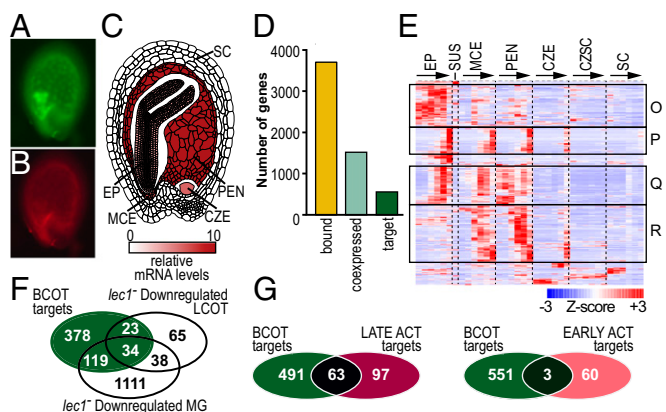 A
B
C
SC
EP
MCE
PEN
CZE
0 10
relative
mRNA levels
D
Number of genes
4000
3000
2000
1000
0
bound
coexpressed
target
E
EP
SUS
MCE
PEN
CZE
CZSC
SC
O
P
Q
R
-3 +3
Z-score
F
BCOT
targets
lec1⁻ Downregulated
LCOT
378
23
65
34
119
38
1111
lec1⁻ Downregulated MG
G
BCOT
targets
LATE ACT
targets
491
63
97
BCOT
targets
EARLY ACT
targets
551
3
60